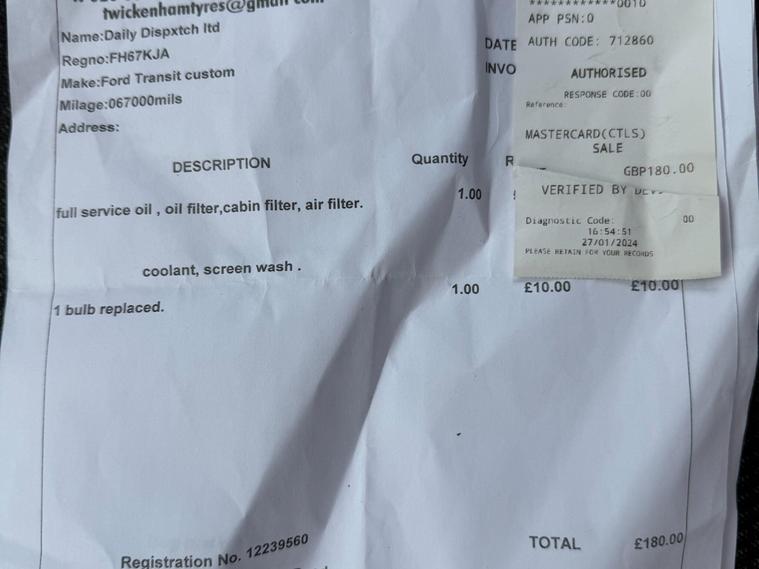 twickenhamtyres@gmail.com
Name:Daily Dispxtch ltd
Regno:FH67KJA
Make:Ford Transit custom
Milage:067000mils
Address:
DATE
INVO
DESCRIPTION
Quantity
R
full service oil , oil filter,cabin filter, air filter.
1.00
coolant, screen wash .
1 bulb replaced.
1.00
£10.00
£10.00
Registration No. 12239560
TOTAL
£180.00
************0010
APP PSN:0
AUTH CODE: 712860
AUTHORISED
RESPONSE CODE:00
Reference:
MASTERCARD(CTLS)
SALE
GBP180.00
VERIFIED BY
Diagnostic Code: 00
16:54:51
27/01/2024
PLEASE RETAIN FOR YOUR RECORDS